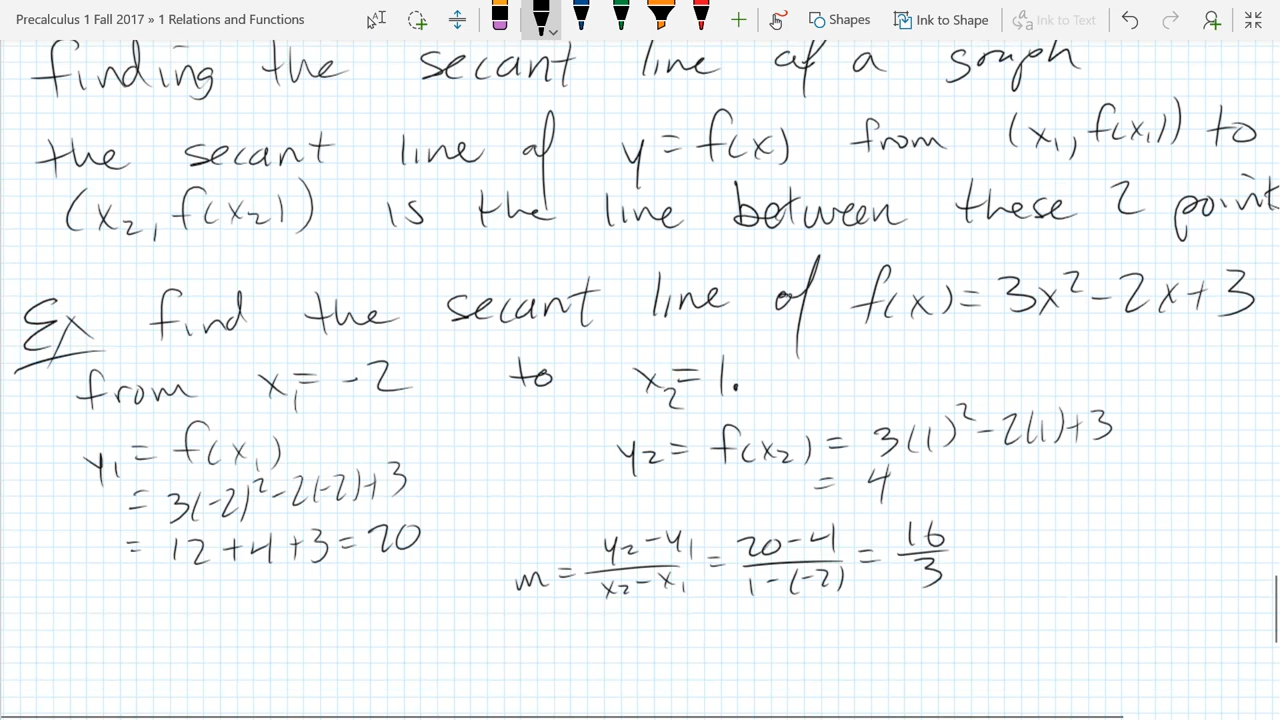 Precalculus 1 Fall 2017 » 1 Relations and Functions Shapes Ink to Shape Ink to Text
finding the secant line of a graph
the secant line of y = f(x) from (x₁, f(x₁)) to
(x₂, f(x₂)) is the line between these 2 point
Ex find the secant line of f(x) = 3x² - 2x + 3
from x₁ = -2 to x₂ = 1.
y₁ = f(x₁)
= 3(-2)² - 2(-2) + 3
= 12 + 4 + 3 = 20
y₂ = f(x₂) = 3(1)² - 2(1) + 3
= 4
m = (y₂ - y₁)/(x₂ - x₁) = (20 - 4)/(1 - (-2)) = 16/3